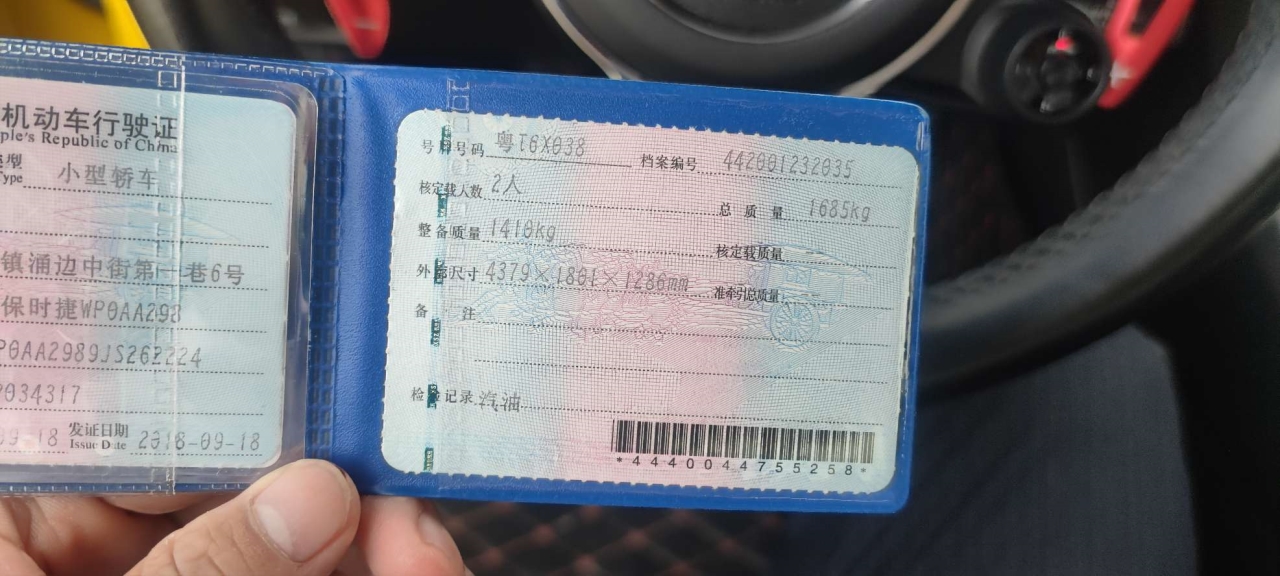 机动车行驶证
ple's Republic of China
类型
Type 小型轿车
镇涌边中街第一巷6号
保时捷WP0AA298
P0AA2989JS262224
034317
09-18 发证日期 Issue Date 2018-09-18
号牌号码 粤T6X038 档案编号 442001232035
核定载人数 2人 总质量 1685kg
整备质量 1410kg 核定载质量 --
外廓尺寸 4379×1801×1286mm 准牵引总质量 --
备注
检验记录 汽油
*4440044755258*